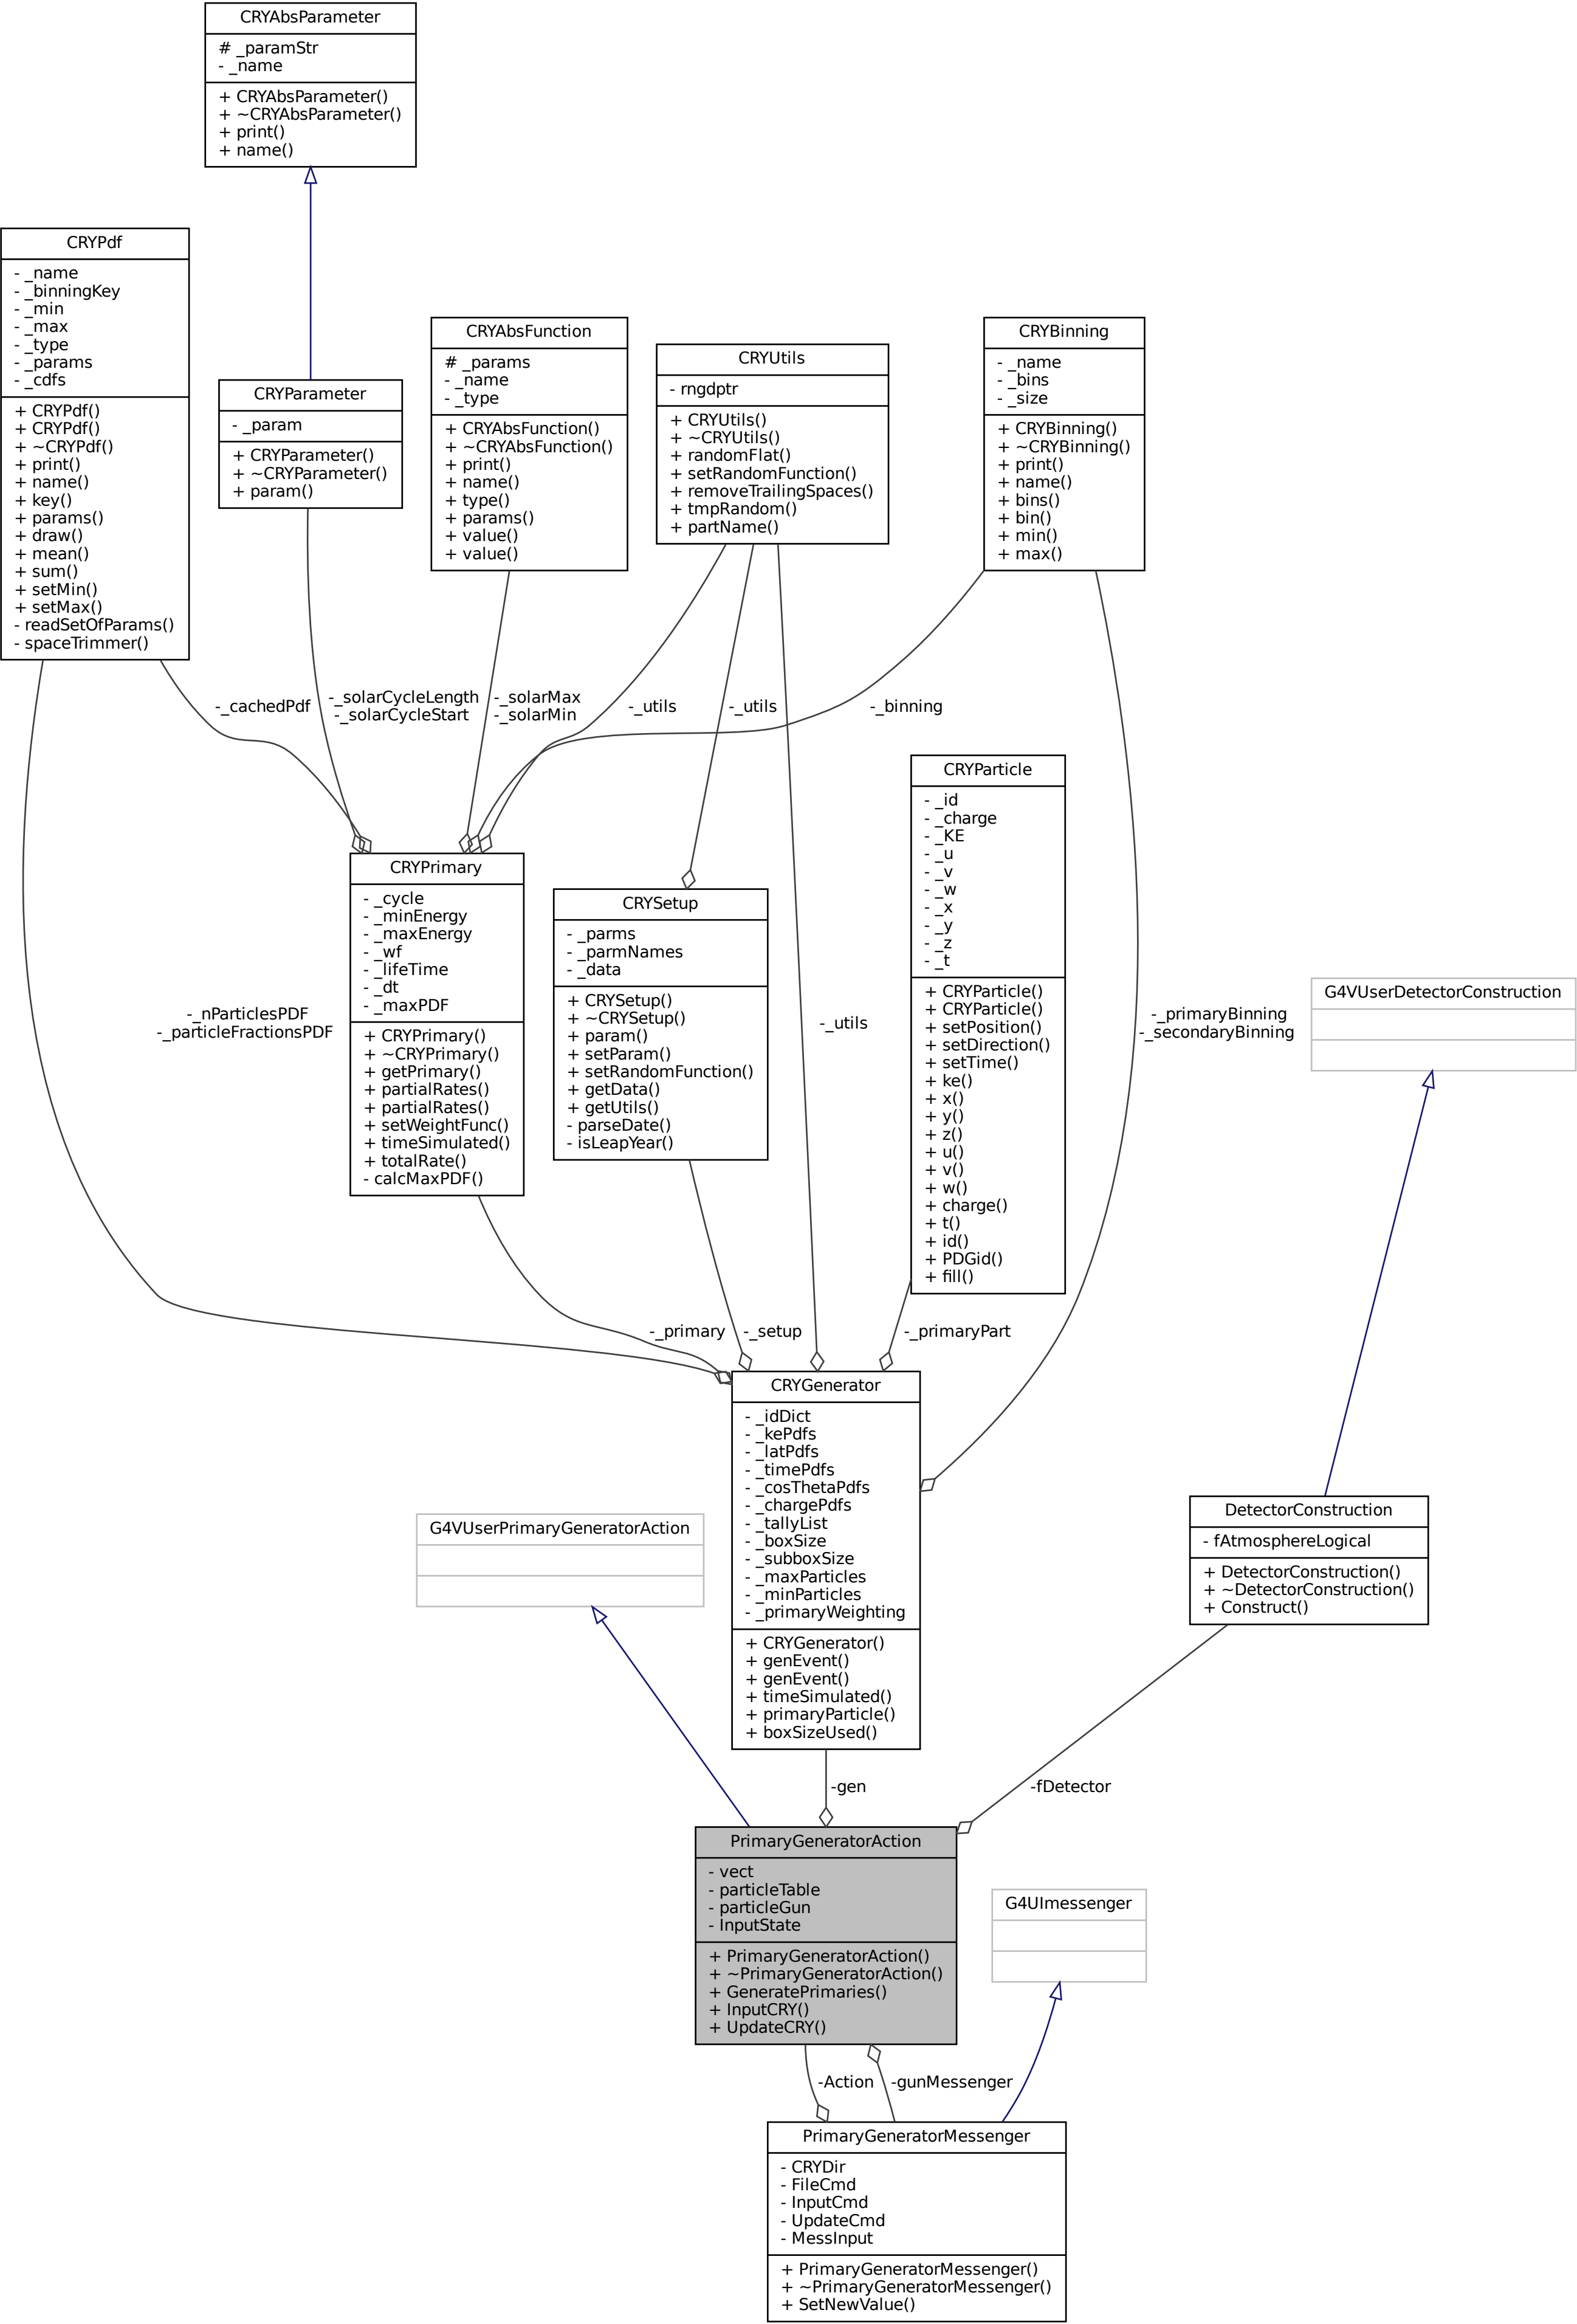 CRYAbsParameter
# _paramStr
- _name
+ CRYAbsParameter()
+ ~CRYAbsParameter()
+ print()
+ name()
CRYPdf
- _name
- _binningKey
- _min
- _max
- _type
- _params
- _cdfs
+ CRYPdf()
+ CRYPdf()
+ ~CRYPdf()
+ print()
+ name()
+ key()
+ params()
+ draw()
+ mean()
+ sum()
+ setMin()
+ setMax()
- readSetOfParams()
- spaceTrimmer()
CRYParameter
- _param
+ CRYParameter()
+ ~CRYParameter()
+ param()
CRYAbsFunction
# _params
- _name
- _type
+ CRYAbsFunction()
+ ~CRYAbsFunction()
+ print()
+ name()
+ type()
+ params()
+ value()
+ value()
CRYUtils
- rngdptr
+ CRYUtils()
+ ~CRYUtils()
+ randomFlat()
+ setRandomFunction()
+ removeTrailingSpaces()
+ tmpRandom()
+ partName()
CRYBinning
- _name
- _bins
- _size
+ CRYBinning()
+ ~CRYBinning()
+ print()
+ name()
+ bins()
+ bin()
+ min()
+ max()
-_cachedPdf
-_solarCycleLength
-_solarCycleStart
-_solarMax
-_solarMin
-_utils
-_utils
-_binning
CRYPrimary
- _cycle
- _minEnergy
- _maxEnergy
- _wf
- _lifeTime
- _dt
- _maxPDF
+ CRYPrimary()
+ ~CRYPrimary()
+ getPrimary()
+ partialRates()
+ partialRates()
+ setWeightFunc()
+ timeSimulated()
+ totalRate()
- calcMaxPDF()
CRYSetup
- _parms
- _parmNames
- _data
+ CRYSetup()
+ ~CRYSetup()
+ param()
+ setParam()
+ setRandomFunction()
+ getData()
+ getUtils()
- parseDate()
- isLeapYear()
CRYParticle
- _id
- _charge
- _KE
- _u
- _v
- _w
- _x
- _y
- _z
- _t
+ CRYParticle()
+ CRYParticle()
+ setPosition()
+ setDirection()
+ setTime()
+ ke()
+ x()
+ y()
+ z()
+ u()
+ v()
+ w()
+ charge()
+ t()
+ id()
+ PDGid()
+ fill()
G4VUserDetectorConstruction
-_nParticlesPDF
-_particleFractionsPDF
-_utils
-_primaryBinning
-_secondaryBinning
-_primary
-_setup
-_primaryPart
CRYGenerator
- _idDict
- _kePdfs
- _latPdfs
- _timePdfs
- _cosThetaPdfs
- _chargePdfs
- _tallyList
- _boxSize
- _subboxSize
- _maxParticles
- _minParticles
- _primaryWeighting
+ CRYGenerator()
+ genEvent()
+ genEvent()
+ timeSimulated()
+ primaryParticle()
+ boxSizeUsed()
G4VUserPrimaryGeneratorAction
DetectorConstruction
- fAtmosphereLogical
+ DetectorConstruction()
+ ~DetectorConstruction()
+ Construct()
-gen
-fDetector
PrimaryGeneratorAction
- vect
- particleTable
- particleGun
- InputState
+ PrimaryGeneratorAction()
+ ~PrimaryGeneratorAction()
+ GeneratePrimaries()
+ InputCRY()
+ UpdateCRY()
G4UImessenger
-Action
-gunMessenger
PrimaryGeneratorMessenger
- CRYDir
- FileCmd
- InputCmd
- UpdateCmd
- MessInput
+ PrimaryGeneratorMessenger()
+ ~PrimaryGeneratorMessenger()
+ SetNewValue()